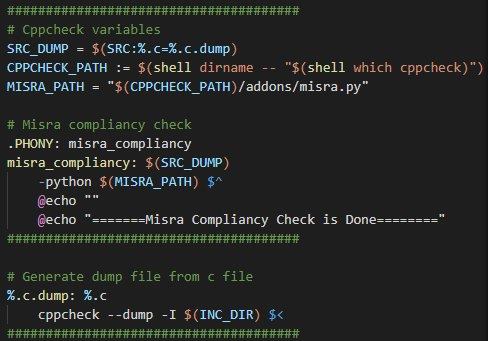 ######################################
# Cppcheck variables
SRC_DUMP = $(SRC:%.c=%.c.dump)
CPPCHECK_PATH := $(shell dirname -- "$(shell which cppcheck)")
MISRA_PATH = "$(CPPCHECK_PATH)/addons/misra.py"
# Misra compliancy check
.PHONY: misra_compliancy
misra_compliancy: $(SRC_DUMP)
    -python $(MISRA_PATH) $^
    @echo ""
    @echo "=======Misra Compliancy Check is Done========"
######################################
# Generate dump file from c file
%.c.dump: %.c
    cppcheck --dump -I $(INC_DIR) $<
######################################